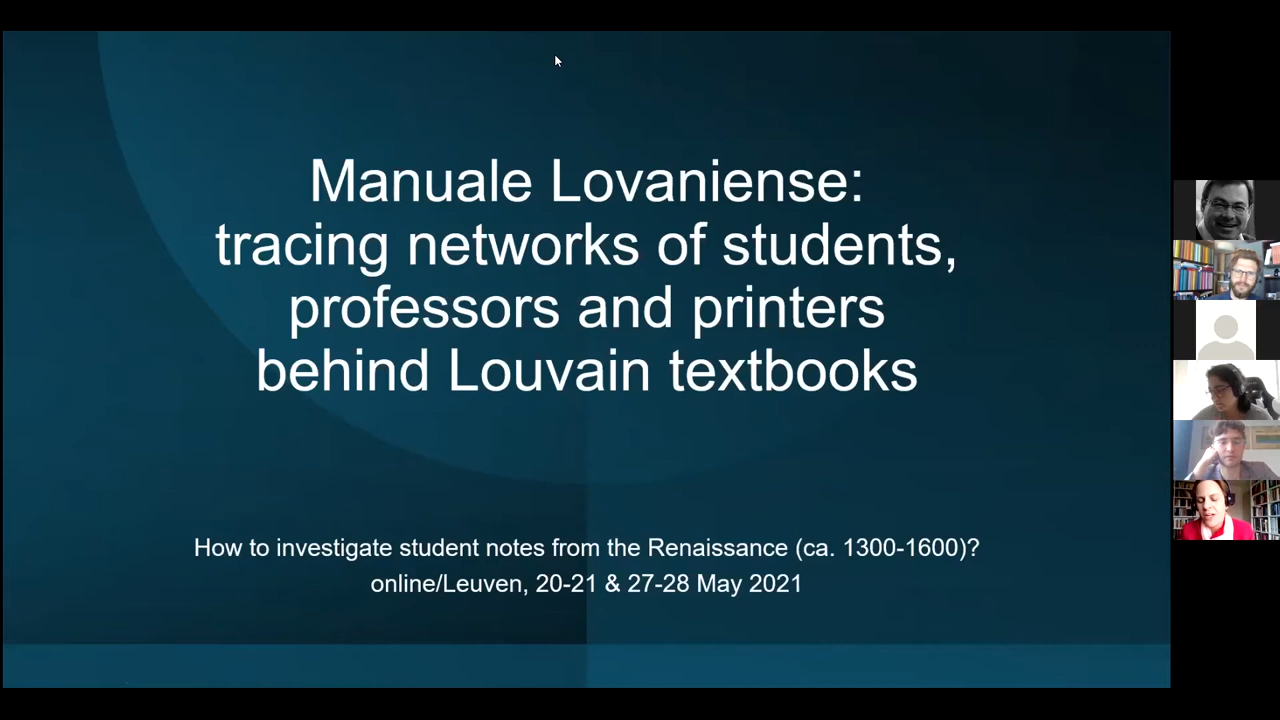 Manuale Lovaniense:
tracing networks of students,
professors and printers
behind Louvain textbooks
How to investigate student notes from the Renaissance (ca. 1300-1600)?
online/Leuven, 20-21 & 27-28 May 2021